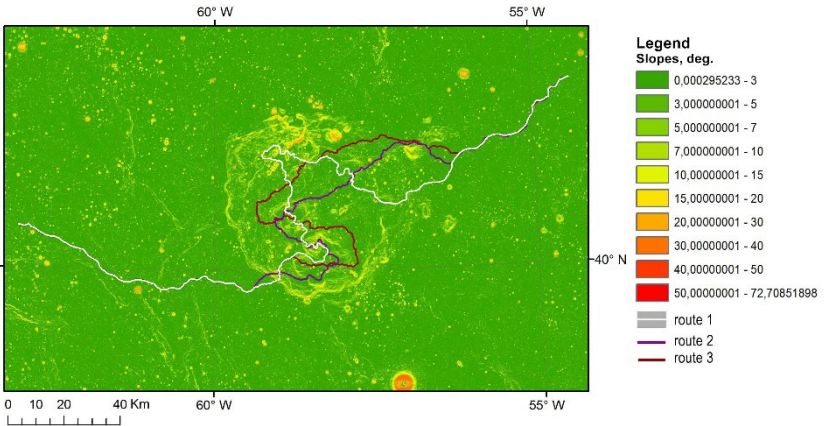 60° W 55° W
Legend
Slopes, deg.
0,000295233 - 3
3,000000001 - 5
5,000000001 - 7
7,000000001 - 10
10,00000001 - 15
15,00000001 - 20
20,00000001 - 30
30,00000001 - 40
40,00000001 - 50
50,00000001 - 72,70851898
40° N
route 1
route 2
route 3
0 10 20 40 Km
60° W 55° W